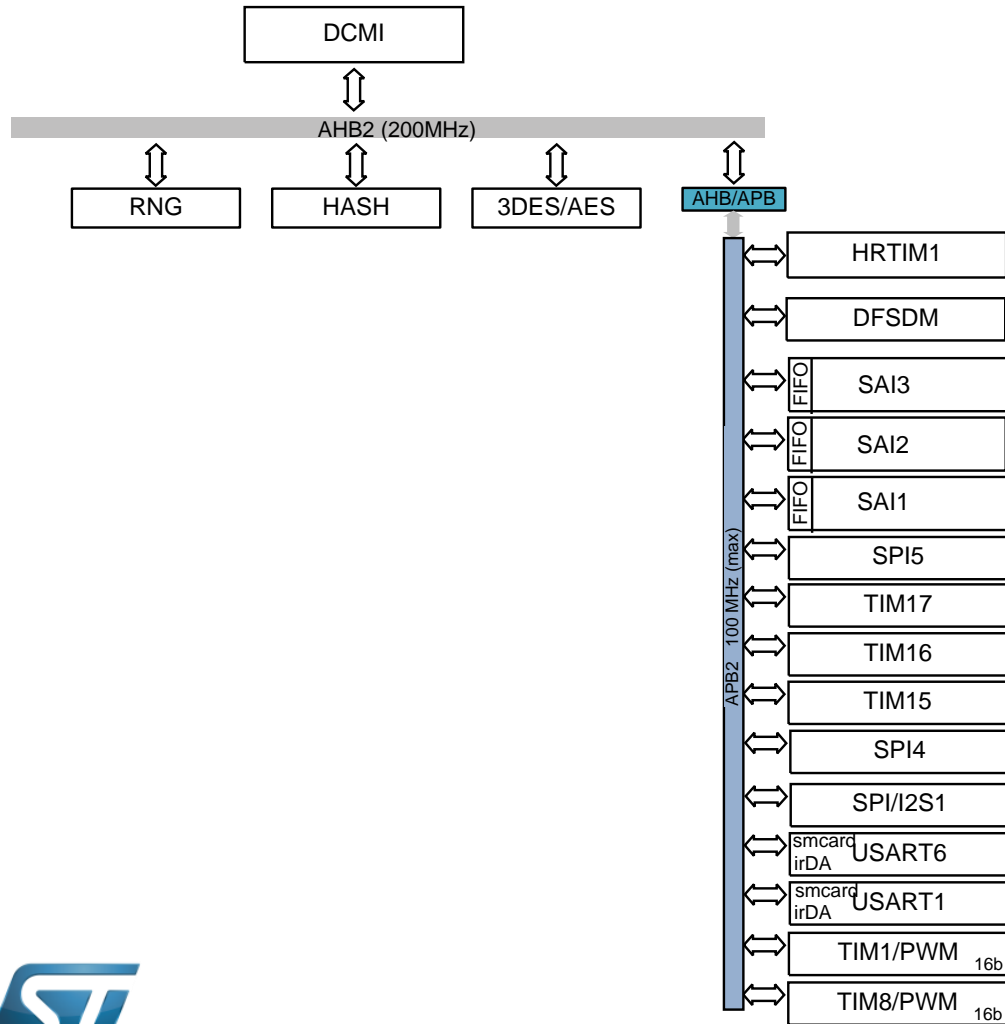 DCMI
AHB2 (200MHz)
RNG
HASH
3DES/AES
AHB/APB
APB2 100 MHz (max)
HRTIM1
DFSDM
FIFO
SAI3
FIFO
SAI2
FIFO
SAI1
SPI5
TIM17
TIM16
TIM15
SPI4
SPI/I2S1
smcard
irDA
USART6
smcard
irDA
USART1
TIM1/PWM
16b
TIM8/PWM
16b
ST